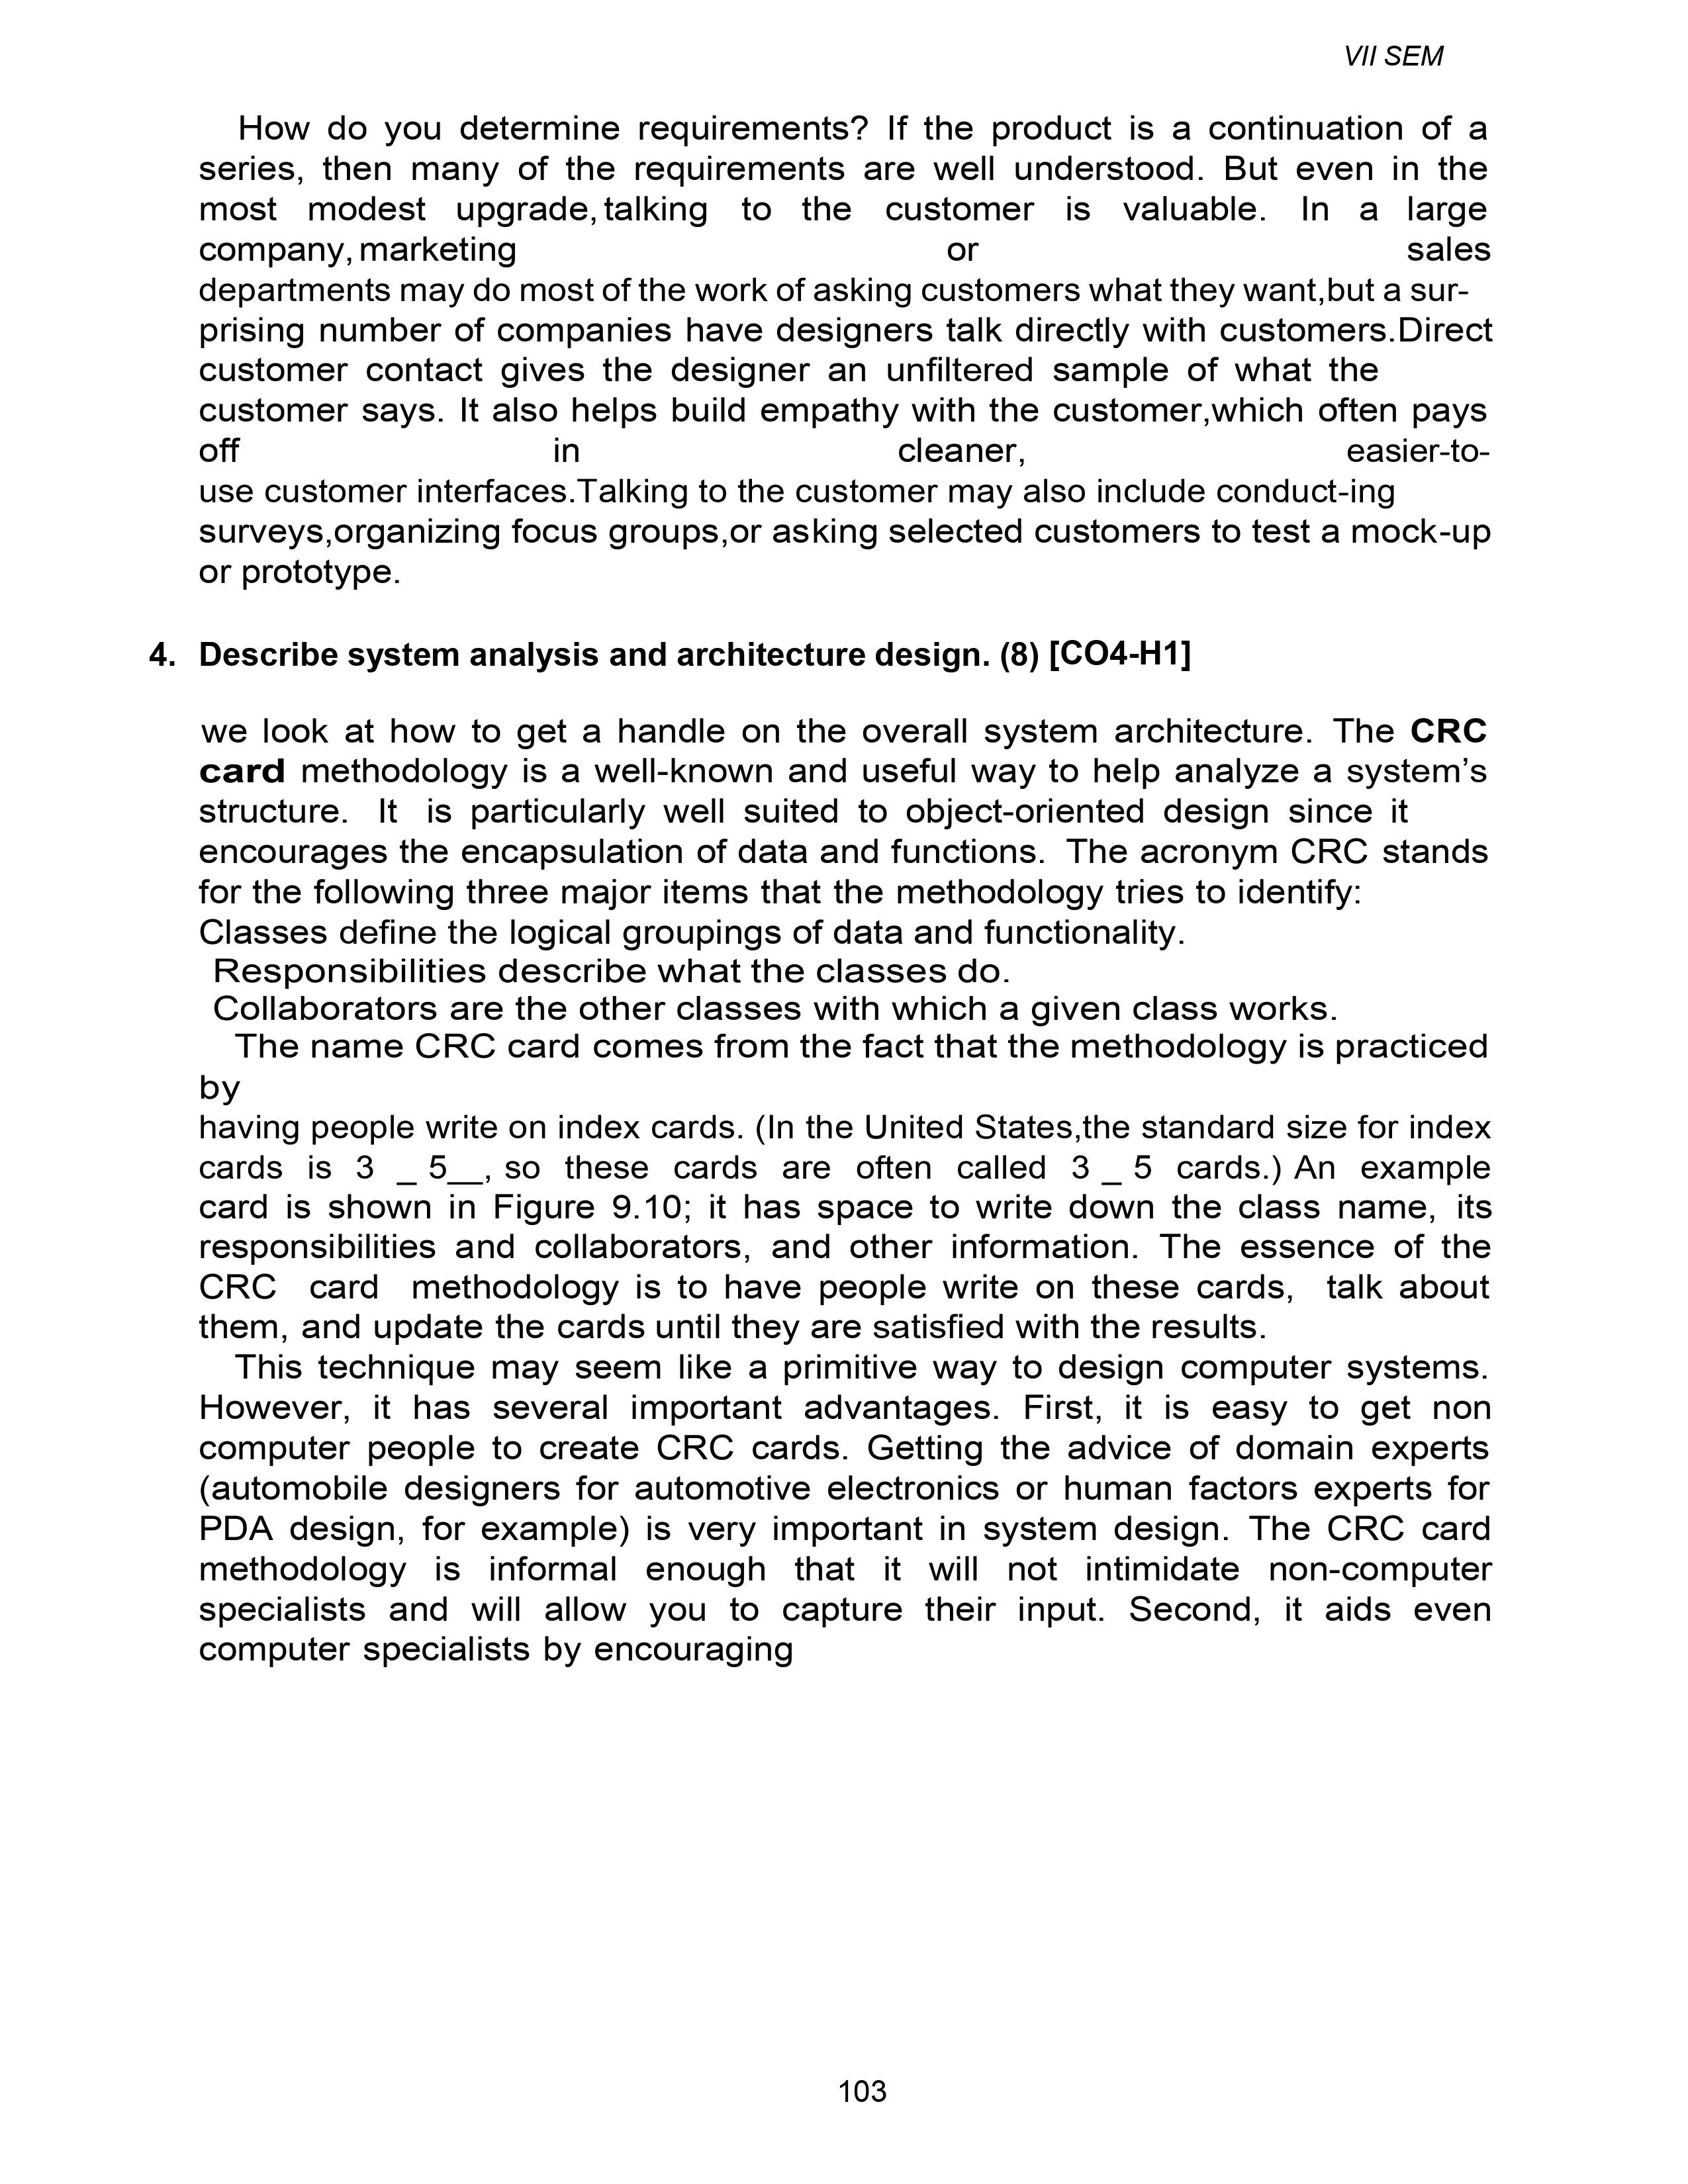 VII SEM
How do you determine requirements? If the product is a continuation of a
series, then many of the requirements are well understood. But even in the
most modest upgrade, talking to the customer is valuable. In a large
company, marketing or sales
departments may do most of the work of asking customers what they want,but a sur-
prising number of companies have designers talk directly with customers.Direct
customer contact gives the designer an unfiltered sample of what the
customer says. It also helps build empathy with the customer,which often pays
off in cleaner, easier-to-
use customer interfaces.Talking to the customer may also include conduct-ing
surveys,organizing focus groups,or asking selected customers to test a mock-up
or prototype.
4. Describe system analysis and architecture design. (8) [CO4-H1]
we look at how to get a handle on the overall system architecture. The CRC
card methodology is a well-known and useful way to help analyze a system’s
structure. It is particularly well suited to object-oriented design since it
encourages the encapsulation of data and functions. The acronym CRC stands
for the following three major items that the methodology tries to identify:
Classes define the logical groupings of data and functionality.
Responsibilities describe what the classes do.
Collaborators are the other classes with which a given class works.
The name CRC card comes from the fact that the methodology is practiced
by
having people write on index cards. (In the United States,the standard size for index
cards is 3 _ 5__, so these cards are often called 3 _ 5 cards.) An example
card is shown in Figure 9.10; it has space to write down the class name, its
responsibilities and collaborators, and other information. The essence of the
CRC card methodology is to have people write on these cards, talk about
them, and update the cards until they are satisfied with the results.
This technique may seem like a primitive way to design computer systems.
However, it has several important advantages. First, it is easy to get non
computer people to create CRC cards. Getting the advice of domain experts
(automobile designers for automotive electronics or human factors experts for
PDA design, for example) is very important in system design. The CRC card
methodology is informal enough that it will not intimidate non-computer
specialists and will allow you to capture their input. Second, it aids even
computer specialists by encouraging
103